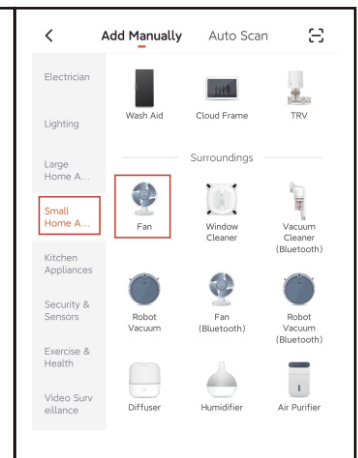 Add Manually Auto Scan
Electrician
Lighting
Large
Home A...
Small
Home A...
Kitchen
Appliances
Security &
Sensors
Exercise &
Health
Video Surv
eillance
Wash Aid Cloud Frame TRV
Surroundings
Fan Window
Cleaner Vacuum
Cleaner
(Bluetooth)
Robot
Vacuum Fan
(Bluetooth) Robot
Vacuum
(Bluetooth)
Diffuser Humidifier Air Purifier